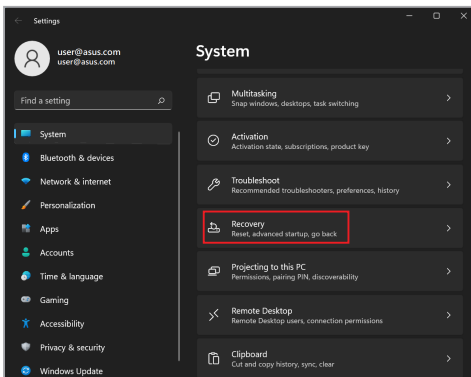 Settings
user@asus.com
user@asus.com
Find a setting
System
Bluetooth & devices
Network & internet
Personalization
Apps
Accounts
Time & language
Gaming
Accessibility
Privacy & security
Windows Update
System
Multitasking
Snap windows, desktops, task switching
Activation
Activation state, subscriptions, product key
Troubleshoot
Recommended troubleshooters, preferences, history
Recovery
Reset, advanced startup, go back
Projecting to this PC
Permissions, pairing PIN, discoverability
Remote Desktop
Remote Desktop users, connection permissions
Clipboard
Cut and copy history, sync, clear